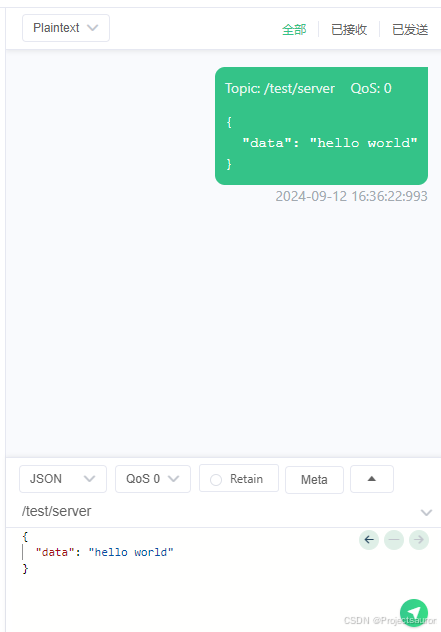 Plaintext
全部 已接收 已发送
Topic: /test/server QoS: 0
{
"data": "hello world"
}
2024-09-12 16:36:22:993
JSON QoS 0 Retain Meta
/test/server
{
"data": "hello world"
}
CSDN @Projectsauror